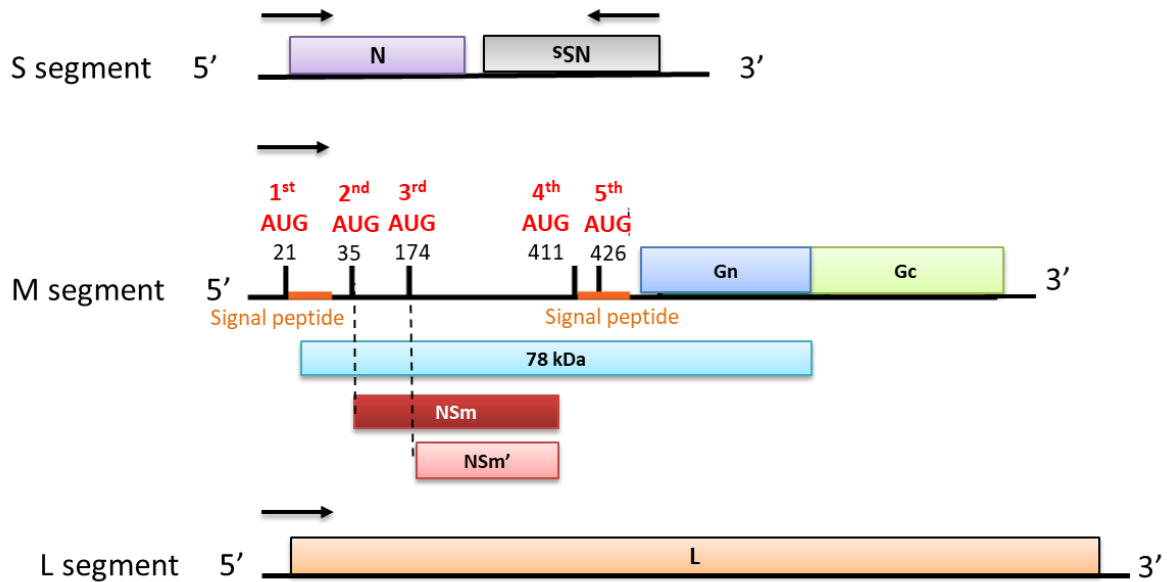 S segment 5’ N NSs 3’
1st AUG
2nd AUG
3rd AUG
4th AUG
5th AUG
21 35 174 411 426
M segment 5’ Gn Gc 3’
Signal peptide Signal peptide
78 kDa
NSm
NSm’
L segment 5’ L 3’